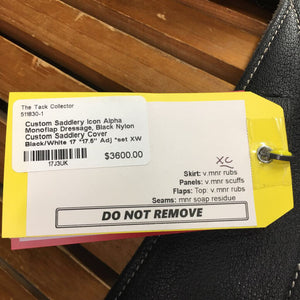 The Tack Collector
511830-1
Custom Saddlery Icon Alpha
Monoflap Dressage, Black Nylon
Custom Saddlery Cover
Black/White 17 "17.5" Adj *set XW
$3600.00
17J3UK
XC
Skirt: v.mnr rubs
Panels: v.mnr scuffs
Flaps: Top: v.mnr rubs
Seams: mnr soap residue
DO NOT REMOVE